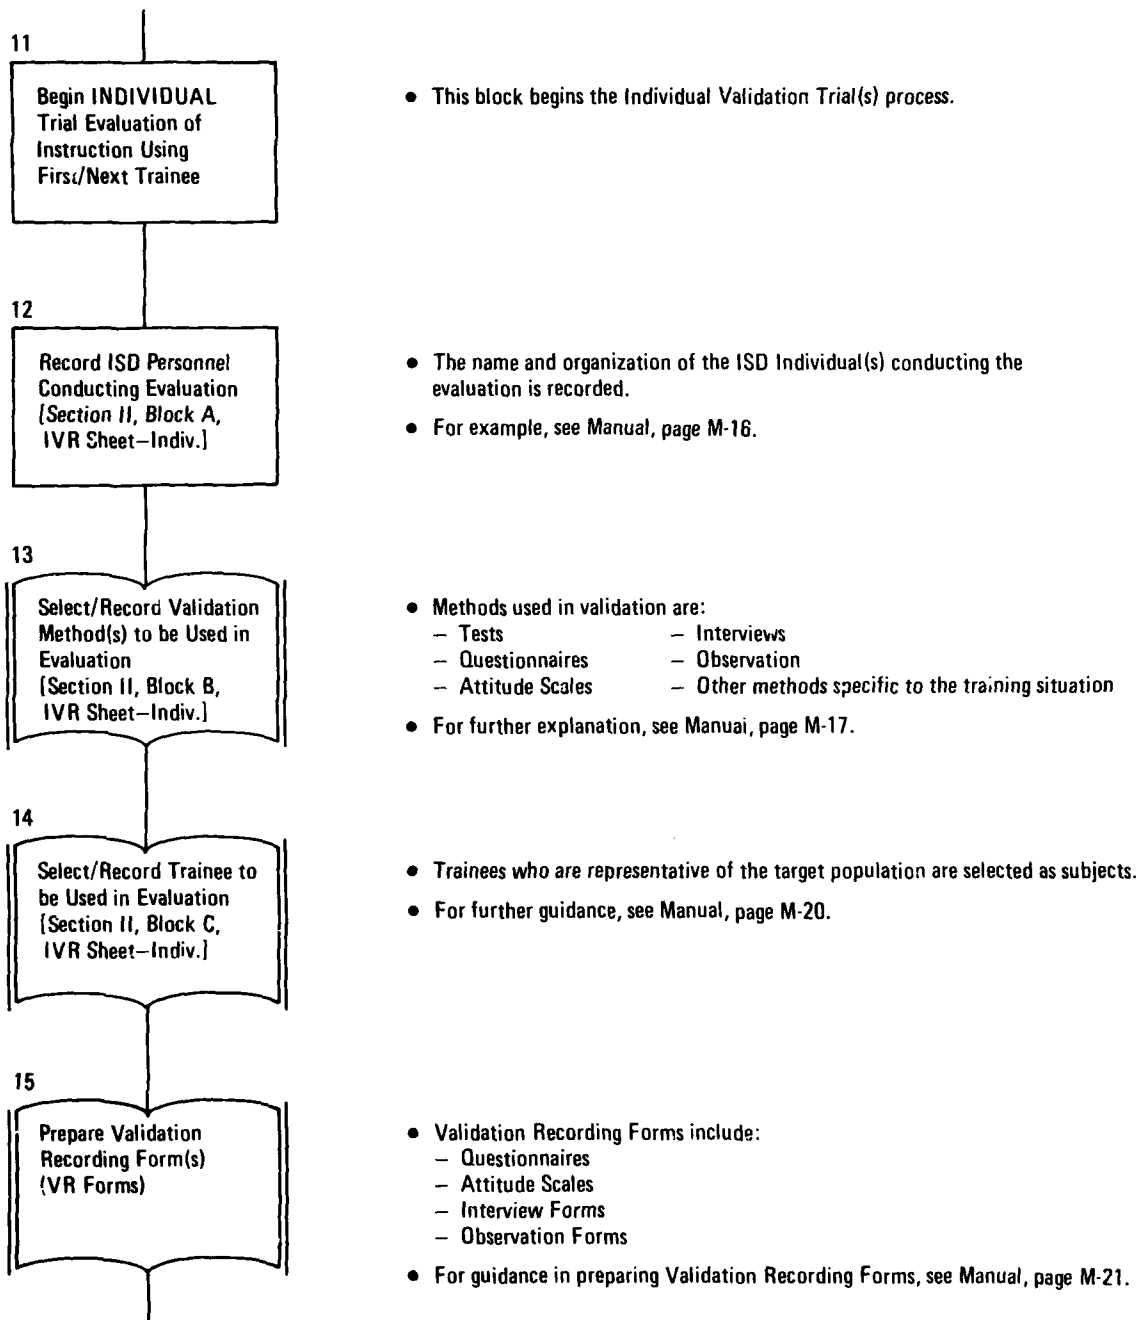 11
Begin INDIVIDUAL
Trial Evaluation of
Instruction Using
First/Next Trainee
• This block begins the Individual Validation Trial(s) process.
12
Record ISD Personnel
Conducting Evaluation
[Section II, Block A,
IVR Sheet–Indiv.]
• The name and organization of the ISD Individual(s) conducting the
evaluation is recorded.
• For example, see Manual, page M-16.
13
Select/Record Validation
Method(s) to be Used in
Evaluation
[Section II, Block B,
IVR Sheet–Indiv.]
• Methods used in validation are:
– Tests – Interviews
– Questionnaires – Observation
– Attitude Scales – Other methods specific to the training situation
• For further explanation, see Manual, page M-17.
14
Select/Record Trainee to
be Used in Evaluation
[Section II, Block C,
IVR Sheet–Indiv.]
• Trainees who are representative of the target population are selected as subjects.
• For further guidance, see Manual, page M-20.
15
Prepare Validation
Recording Form(s)
(VR Forms)
• Validation Recording Forms include:
– Questionnaires
– Attitude Scales
– Interview Forms
– Observation Forms
• For guidance in preparing Validation Recording Forms, see Manual, page M-21.